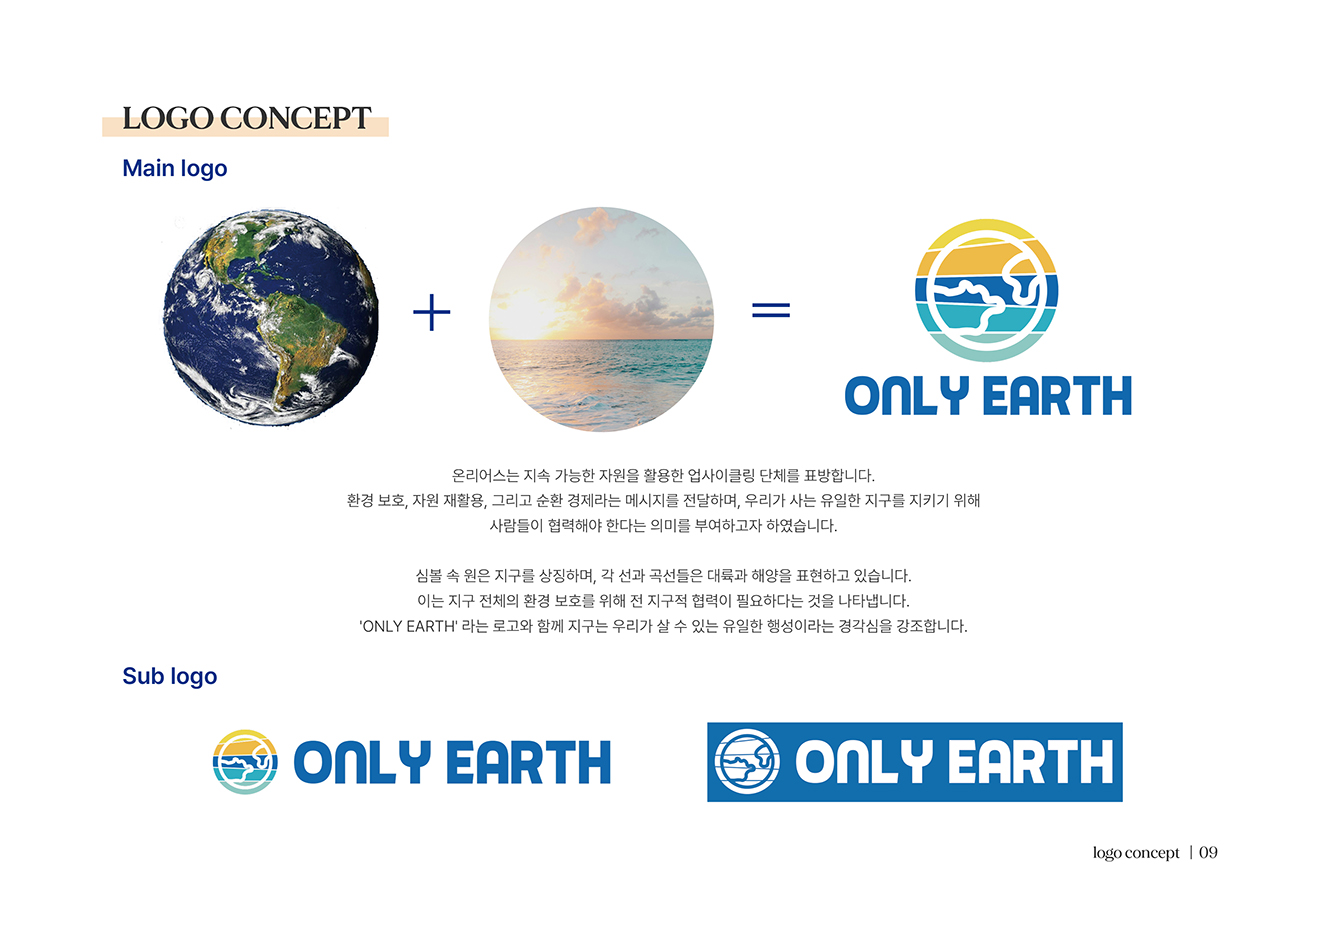 LOGO CONCEPT
Main logo
ONLY EARTH
온리어스는 지속 가능한 자원을 활용한 업사이클링 단체를 표방합니다.
환경 보호, 자원 재활용, 그리고 순환 경제라는 메시지를 전달하며, 우리가 사는 유일한 지구를 지키기 위해
사람들이 협력해야 한다는 의미를 부여하고자 하였습니다.
심볼 속 원은 지구를 상징하며, 각 선과 곡선들은 대륙과 해양을 표현하고 있습니다.
이는 지구 전체의 환경 보호를 위해 전 지구적 협력이 필요하다는 것을 나타냅니다.
'ONLY EARTH' 라는 로고와 함께 지구는 우리가 살 수 있는 유일한 행성이라는 경각심을 강조합니다.
Sub logo
ONLY EARTH
ONLY EARTH
logo concept | 09